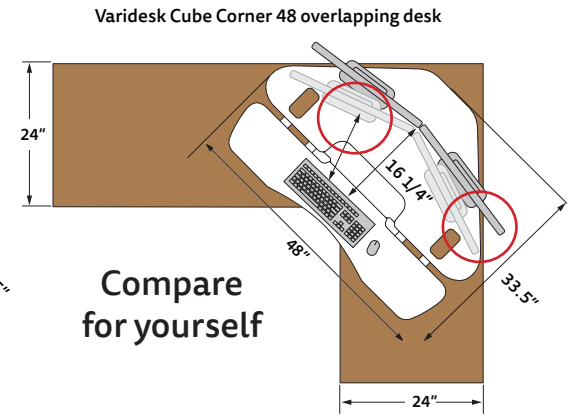 Varidesk Cube Corner 48 overlapping desk
24"
16 1/4"
48"
33.5"
Compare
for yourself
24"